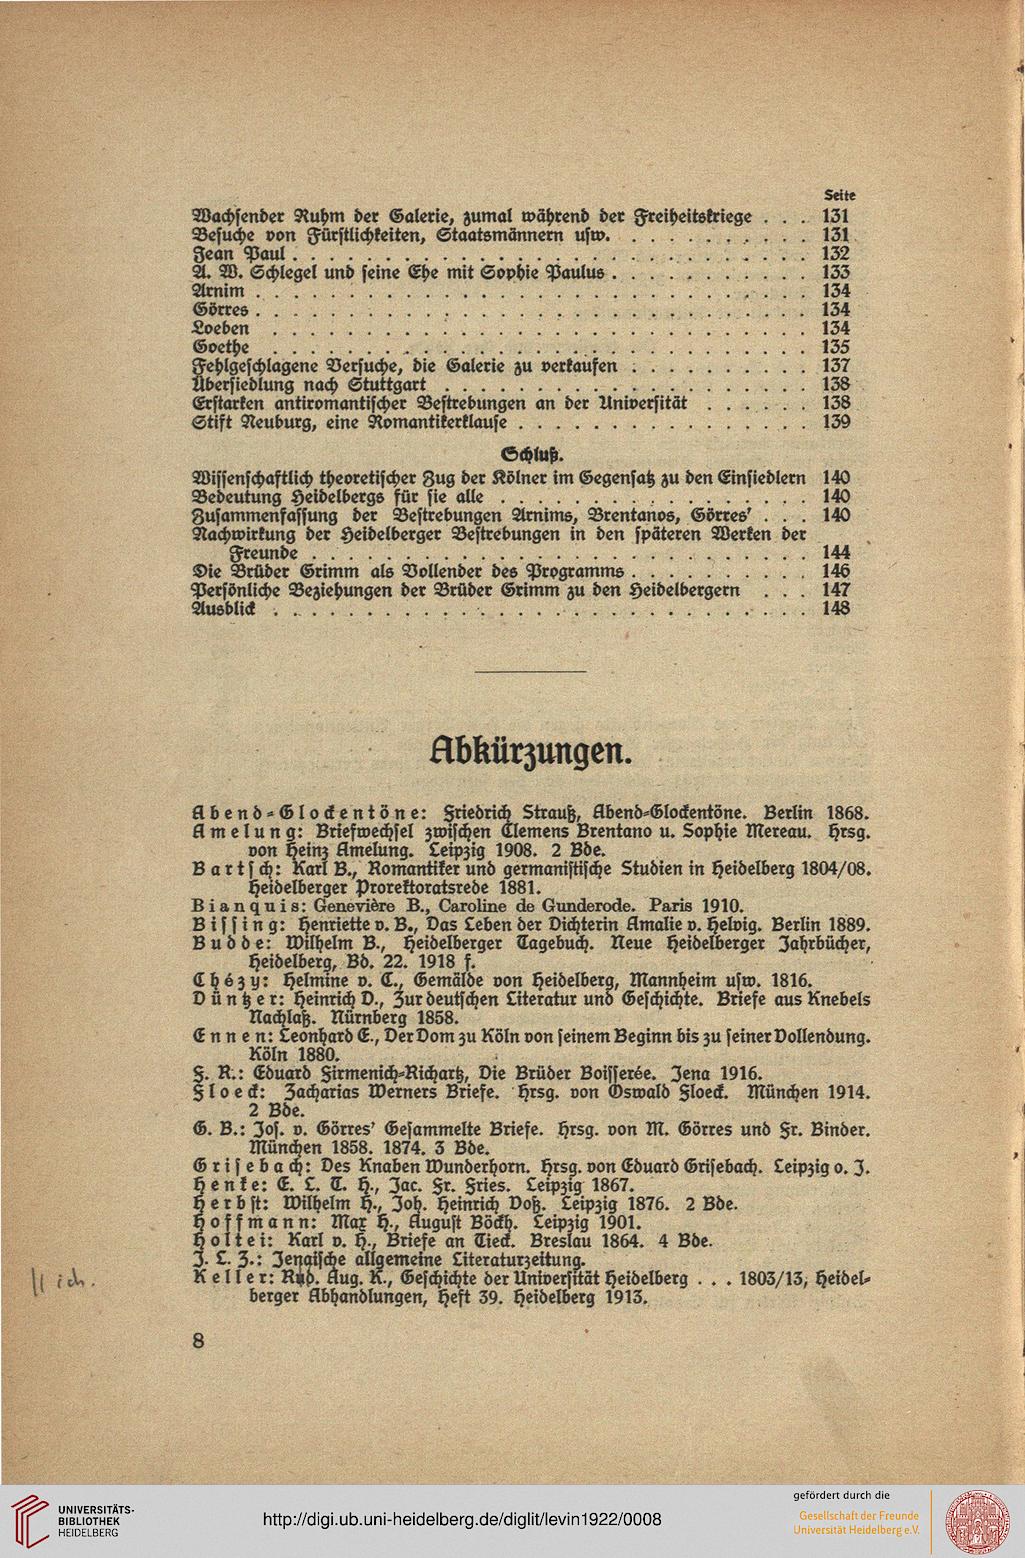 Seite
Wachsender Ruhm der Galerie, zumal während der Freiheitskriege . . . 131
Besuche von Fürstlichkeiten, Staatsmännern usw. . . . . . . . . . . 131
Jean Paul . . . . . . . . . . . . . . . . . . . . . . . . . . . . 132
A. W. Schlegel und seine Ehe mit Sophie Paulus . . . . . . . . . . . 133
Arnim . . . . . . . . . . . . . . . . . . . . . . . . . . . . . . 134
Görres . . . . . . . . . . . . . . . . . . . . . . . . . . . . . . 134
Loeben . . . . . . . . . . . . . . . . . . . . . . . . . . . . . 134
Goethe . . . . . . . . . . . . . . . . . . . . . . . . . . . . . 135
Fehlgeschlagene Versuche, die Galerie zu verkaufen . . . . . . . . . . 137
Übersiedlung nach Stuttgart . . . . . . . . . . . . . . . . . . . . 138
Erstarken antiromantischer Bestrebungen an der Universität . . . . . . 138
Stift Neuburg, eine Romantikerklause . . . . . . . . . . . . . . . . 139
Schluß.
Wissenschaftlich theoretischer Zug der Kölner im Gegensatz zu den Einsiedlern 140
Bedeutung Heidelbergs für sie alle . . . . . . . . . . . . . . . . . 140
Zusammenfassung der Bestrebungen Arnims, Brentanos, Görres' . . . 140
Nachwirkung der Heidelberger Bestrebungen in den späteren Werken der
Freunde . . . . . . . . . . . . . . . . . . . . . . . . . . . 144
Die Brüder Grimm als Vollender des Programms . . . . . . . . . . 146
Persönliche Beziehungen der Brüder Grimm zu den Heidelbergern . . . 147
Ausblick . . . . . . . . . . . . . . . . . . . . . . . . . . . . . 148
Abkürzungen.
Abend-Glockentöne: Friedrich Strauß, Abend-Glockentöne. Berlin 1868.
Amelung: Briefwechsel zwischen Clemens Brentano u. Sophie Mereau. Hrsg.
von Heinz Amelung. Leipzig 1908. 2 Bde.
Bartsch: Karl B., Romantiker und germanistische Studien in Heidelberg 1804/08.
Heidelberger Prorektoratsrede 1881.
Bianquis: Genevière B., Caroline de Gunderode. Paris 1910.
Bissing: Henriette v. B., Das Leben der Dichterin Amalie v. Helvig. Berlin 1889.
Budde: Wilhelm B., Heidelberger Tagebuch. Neue Heidelberger Jahrbücher,
Heidelberg, Bd. 22. 1918 f.
Chézy: Helmine v. C., Gemälde von Heidelberg, Mannheim usw. 1816.
Düntzer: Heinrich D., Zur deutschen Literatur und Geschichte. Briefe aus Knebels
Nachlaß. Nürnberg 1858.
Ennen: Leonhard E., Der Dom zu Köln von seinem Beginn bis zu seiner Vollendung.
Köln 1880.
F. R.: Eduard Firmenich-Richartz, Die Brüder Boisserée. Jena 1916.
Floeck: Zacharias Werners Briefe. Hrsg. von Oswald Floeck. München 1914.
2 Bde.
G. B.: Jos. v. Görres' Gesammelte Briefe. Hrsg. von M. Görres und Fr. Binder.
München 1858. 1874. 3 Bde.
Grisebach: Des Knaben Wunderhorn. Hrsg. von Eduard Grisebach. Leipzig o. J.
Henke: E. L. T. H., Jac. Fr. Fries. Leipzig 1867.
Herbst: Wilhelm H., Joh. Heinrich Voß. Leipzig 1876. 2 Bde.
Hoffmann: Max H., August Böckh. Leipzig 1901.
Holtei: Karl v. H., Briefe an Tieck. Breslau 1864. 4 Bde.
J. L. Z.: Jenaische allgemeine Literaturzeitung.
|| ich. Keller: Rud. Aug. K., Geschichte der Universität Heidelberg . . . 1803/13, Heidel-
berger Abhandlungen, Heft 39. Heidelberg 1913.
8
UNIVERSITÄTS-
BIBLIOTHEK
HEIDELBERG
http://digi.ub.uni-heidelberg.de/diglit/levin1922/0008
gefördert durch die
Gesellschaft der Freunde
Universität Heidelberg e.V.